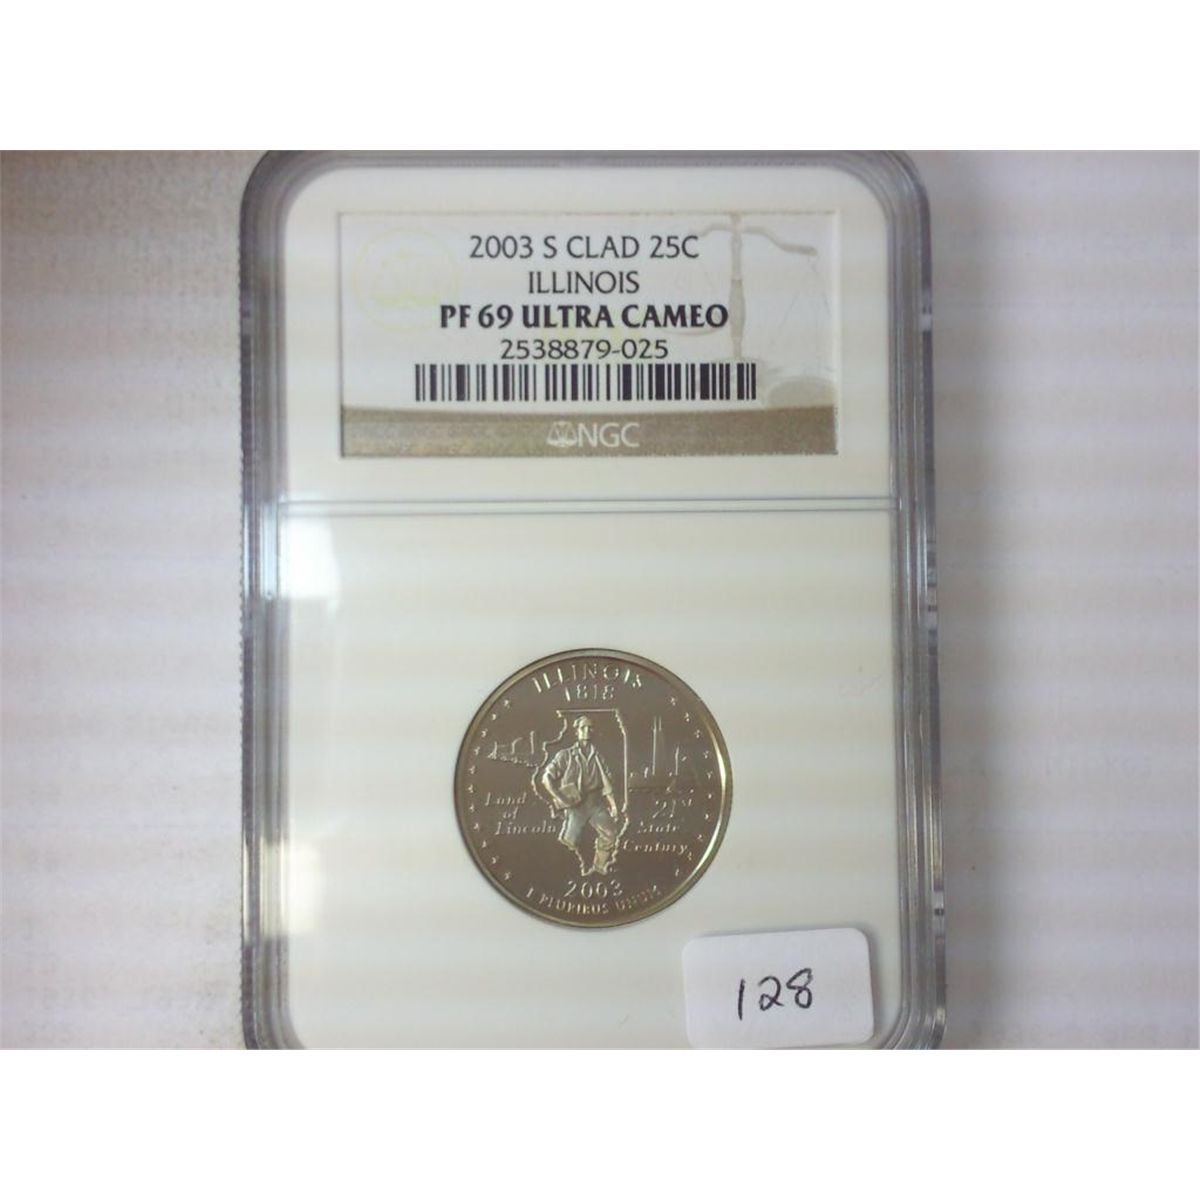 2003 S CLAD 25C
ILLINOIS
PF 69 ULTRA CAMEO
2538879-025
NGC
ILLINOIS
1818
Land
of
Lincoln
21st
State
Century
2003
E PLURIBUS UNUM
128